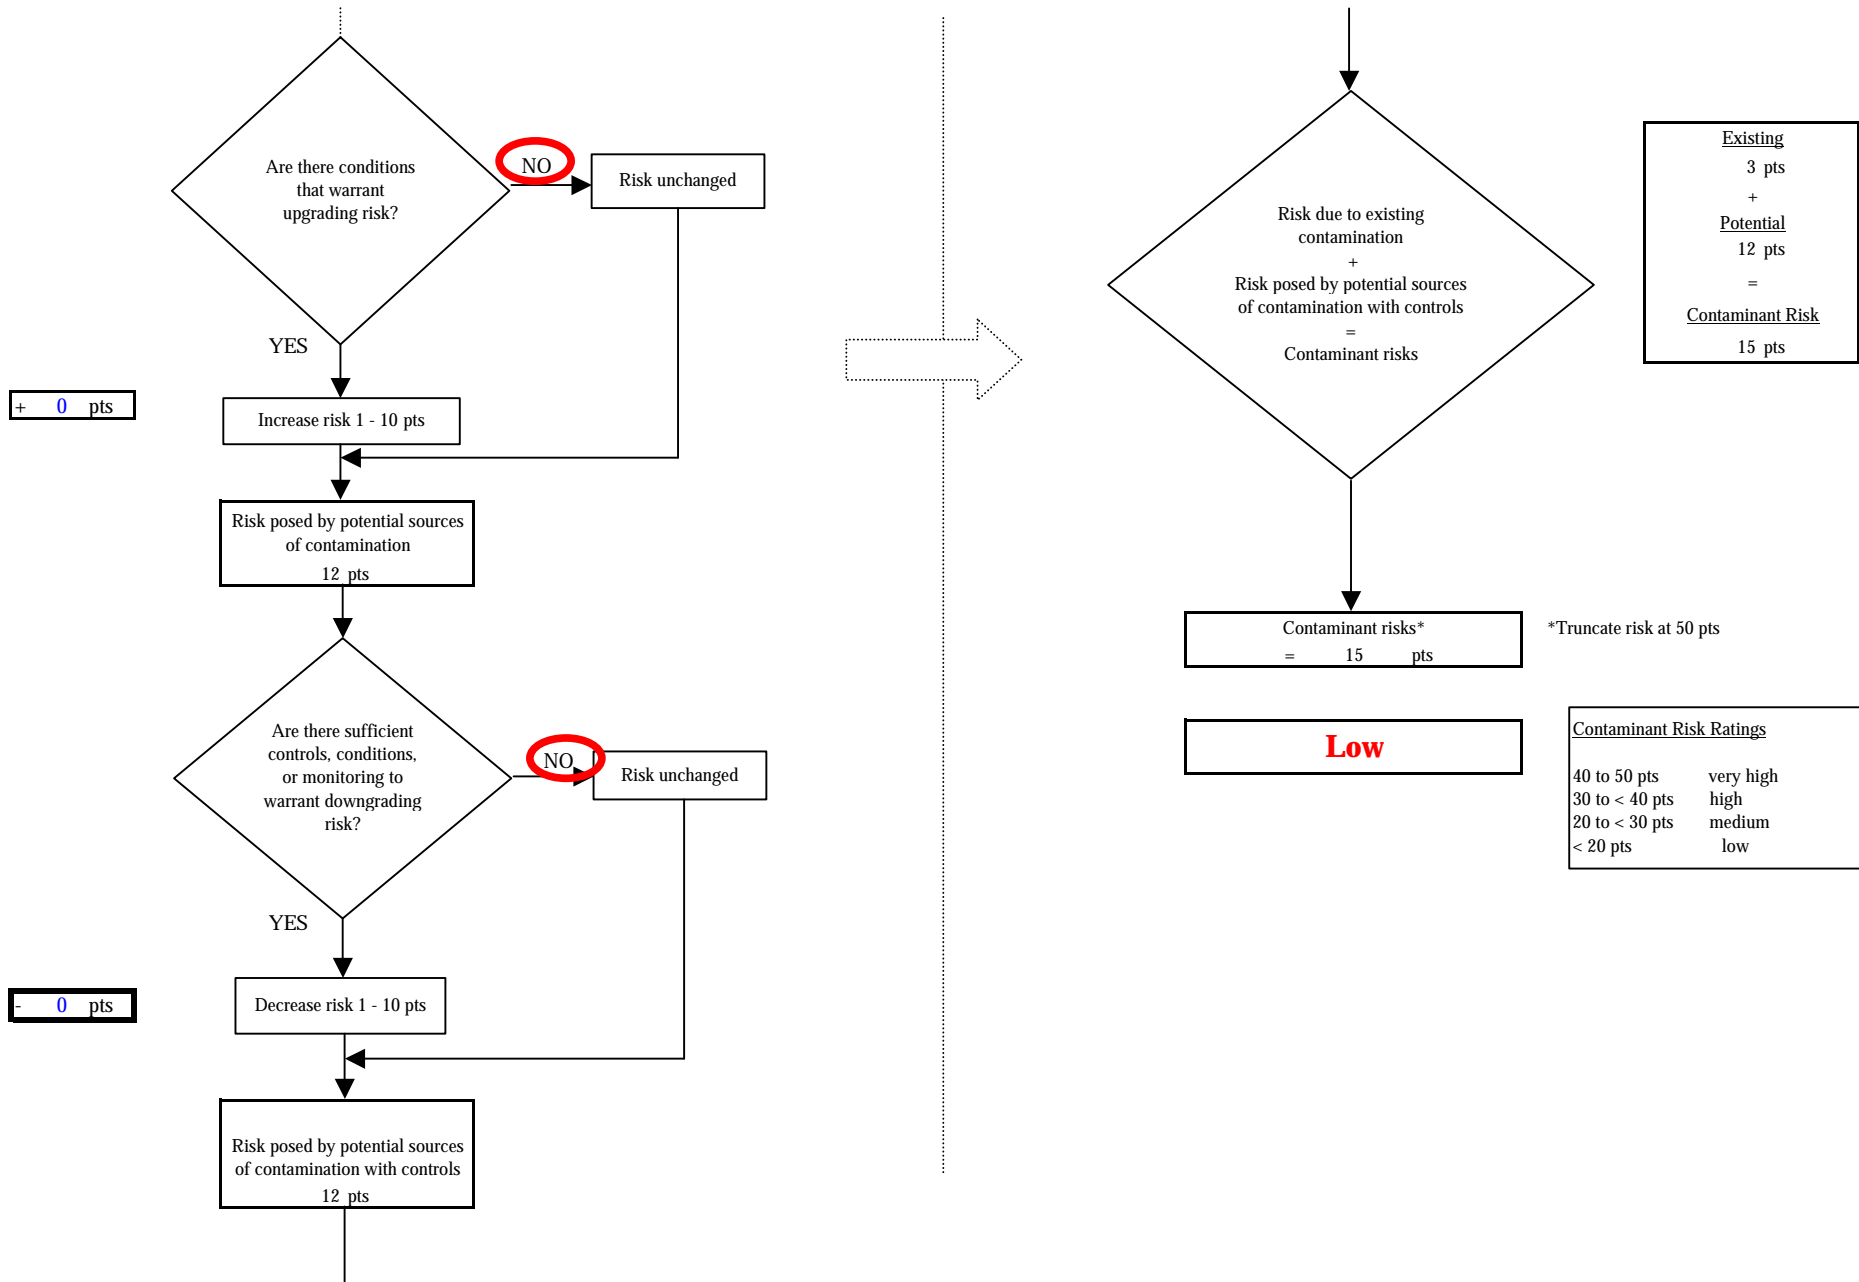 Are there conditions
that warrant
upgrading risk?
NO
Risk unchanged
YES
+ 0 pts
Increase risk 1 - 10 pts
Risk posed by potential sources
of contamination
12 pts
Are there sufficient
controls, conditions,
or monitoring to
warrant downgrading
risk?
NO
Risk unchanged
YES
- 0 pts
Decrease risk 1 - 10 pts
Risk posed by potential sources
of contamination with controls
12 pts
Risk due to existing
contamination
+
Risk posed by potential sources
of contamination with controls
=
Contaminant risks
Existing
3 pts
+
Potential
12 pts
=
Contaminant Risk
15 pts
Contaminant risks*
= 15 pts
*Truncate risk at 50 pts
Low
Contaminant Risk Ratings
40 to 50 pts very high
30 to < 40 pts high
20 to < 30 pts medium
< 20 pts low